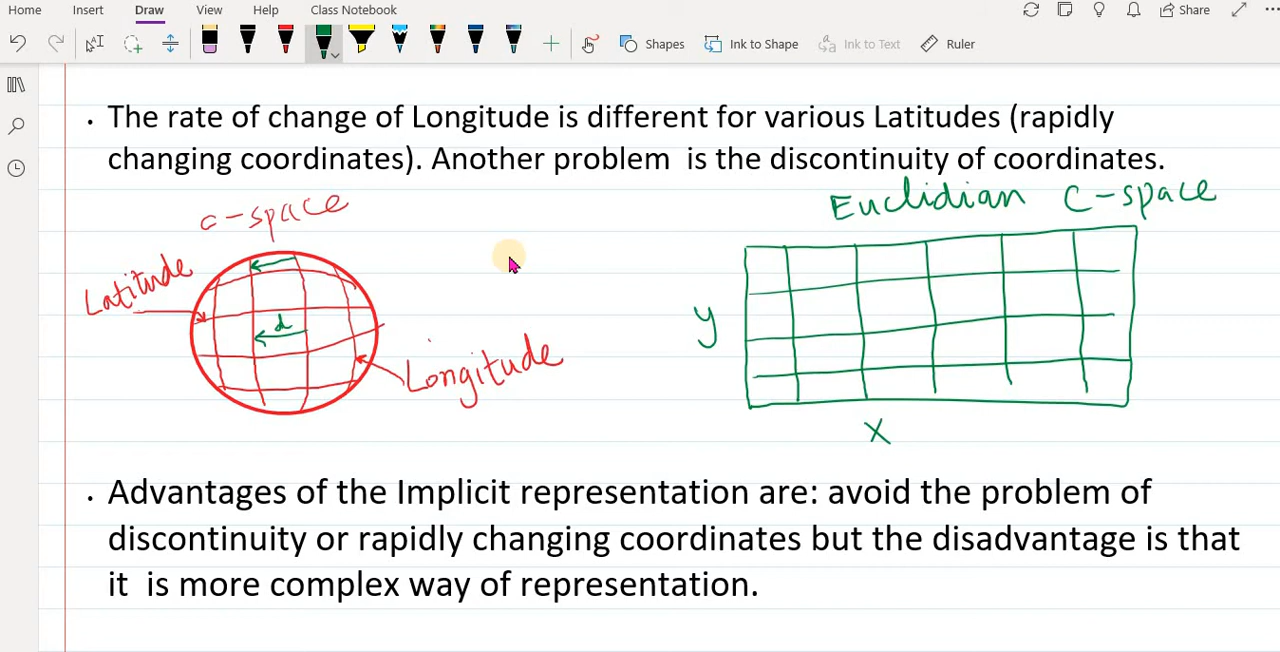 Home Insert Draw View Help Class Notebook Share
Shapes Ink to Shape Ink to Text Ruler
• The rate of change of Longitude is different for various Latitudes (rapidly
changing coordinates). Another problem is the discontinuity of coordinates.
c-space
Euclidian C-space
Latitude
d
Longitude
y
X
• Advantages of the Implicit representation are: avoid the problem of
discontinuity or rapidly changing coordinates but the disadvantage is that
it is more complex way of representation.